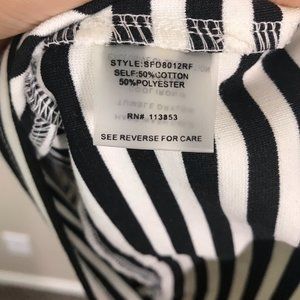 STYLE:SFD8012RF
SELF:50%COTTON
50%POLYESTER
RN# 113853
SEE REVERSE FOR CARE